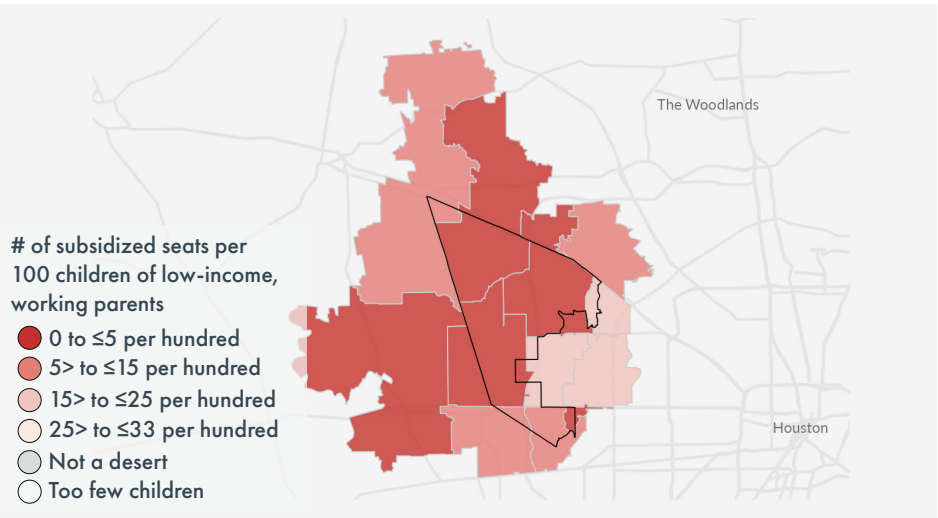 The Woodlands
# of subsidized seats per
100 children of low-income,
working parents
0 to ≤5 per hundred
5> to ≤15 per hundred
15> to ≤25 per hundred
25> to ≤33 per hundred
Not a desert
Too few children
Houston